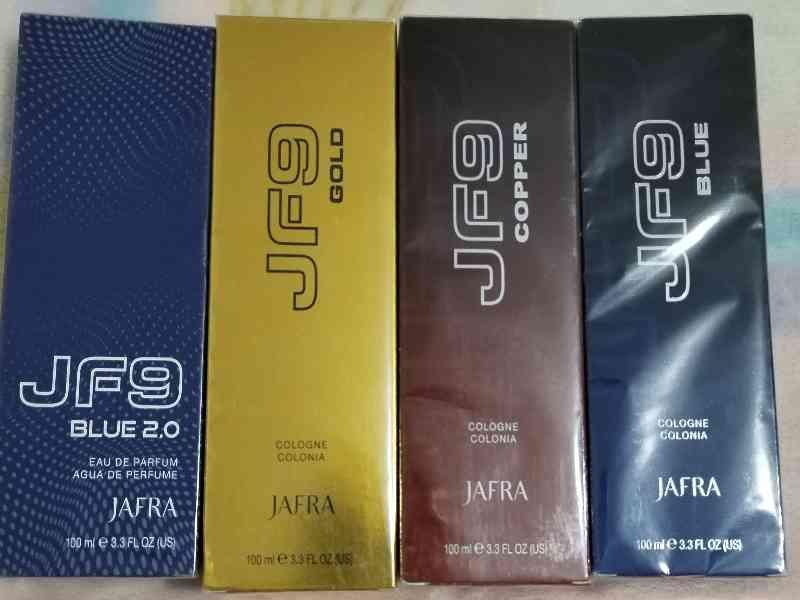 JF9
BLUE 2.0
EAU DE PARFUM
AGUA DE PERFUME
JAFRA
100 ml ℮ 3.3 FL OZ (US)
JF9
GOLD
COLOGNE
COLONIA
JAFRA
100 ml ℮ 3.3 FL OZ (US)
JF9
COPPER
COLOGNE
COLONIA
JAFRA
100 ml ℮ 3.3 FL OZ (US)
JF9
BLUE
COLOGNE
COLONIA
JAFRA
100 ml ℮ 3.3 FL OZ (US)